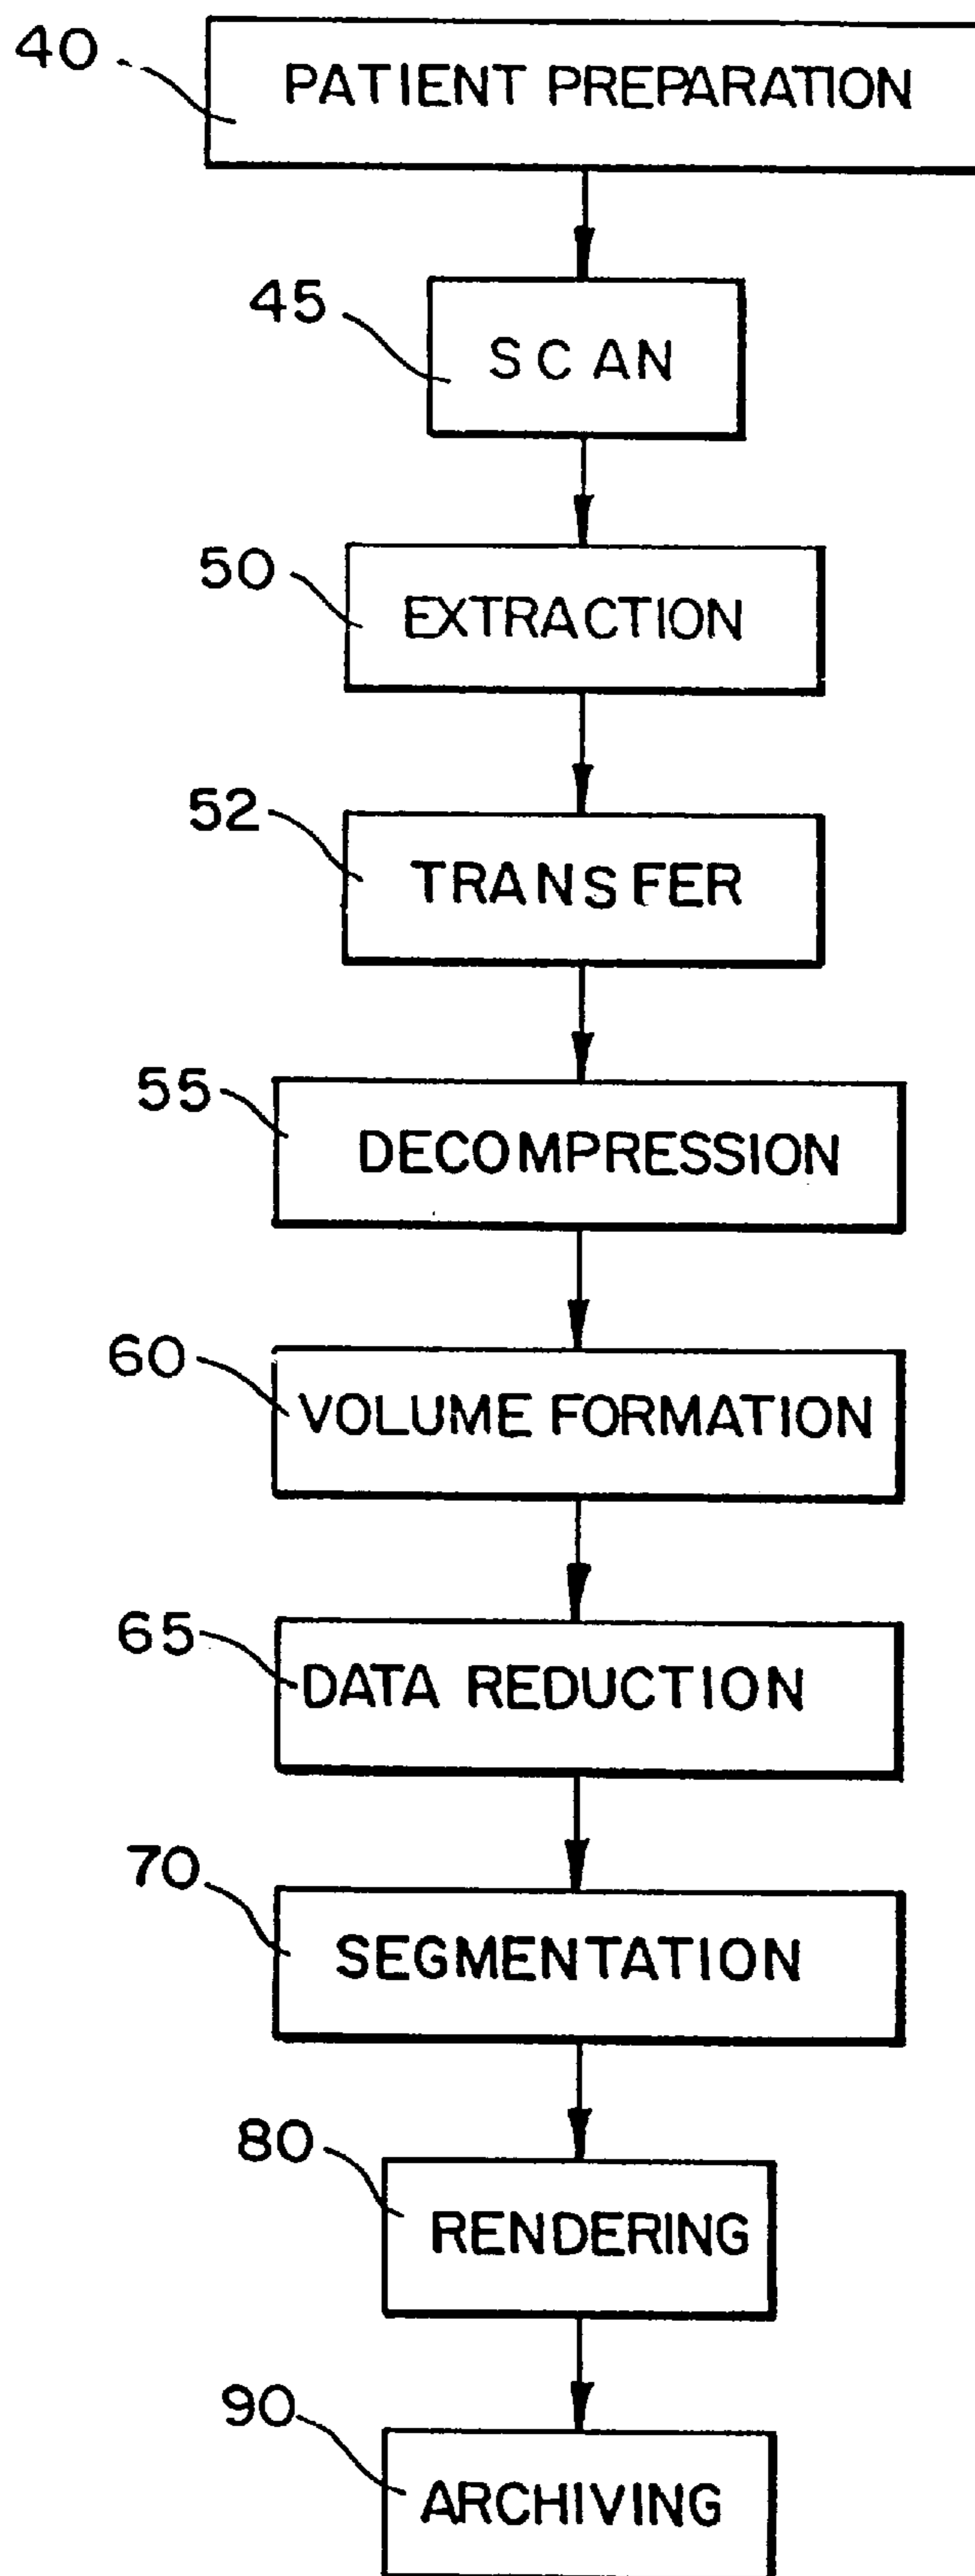 40
PATIENT PREPARATION
45
SCAN
50
EXTRACTION
52
TRANSFER
55
DECOMPRESSION
60
VOLUME FORMATION
65
DATA REDUCTION
70
SEGMENTATION
80
RENDERING
90
ARCHIVING